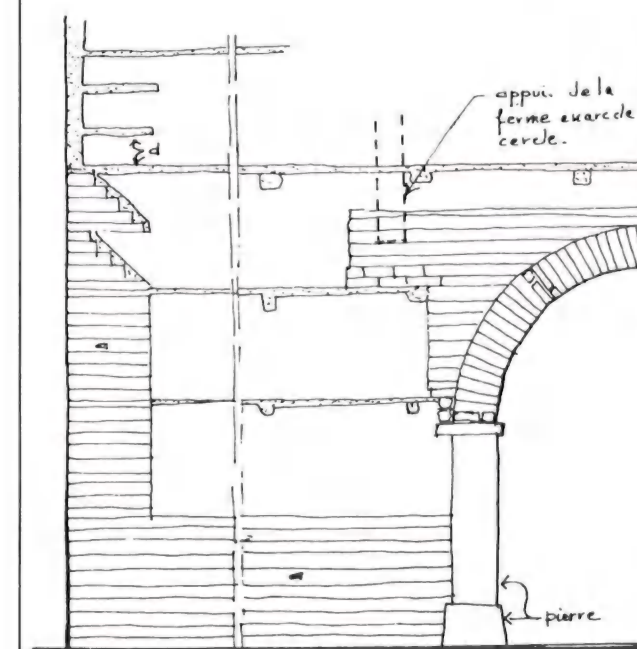 appui de la
ferme en arc de
cercle.
d
pierre